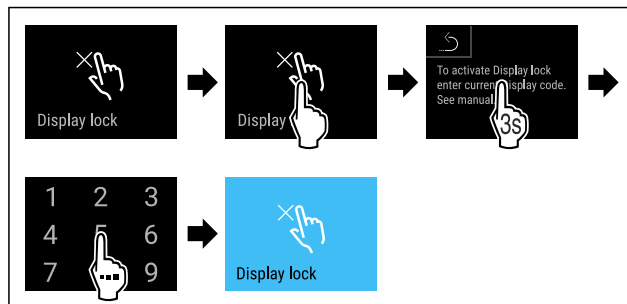 Display lock
Display
To activate Display lock
enter current display code.
See manual
3s
1 2 3
4 5 6
7 9
Display lock